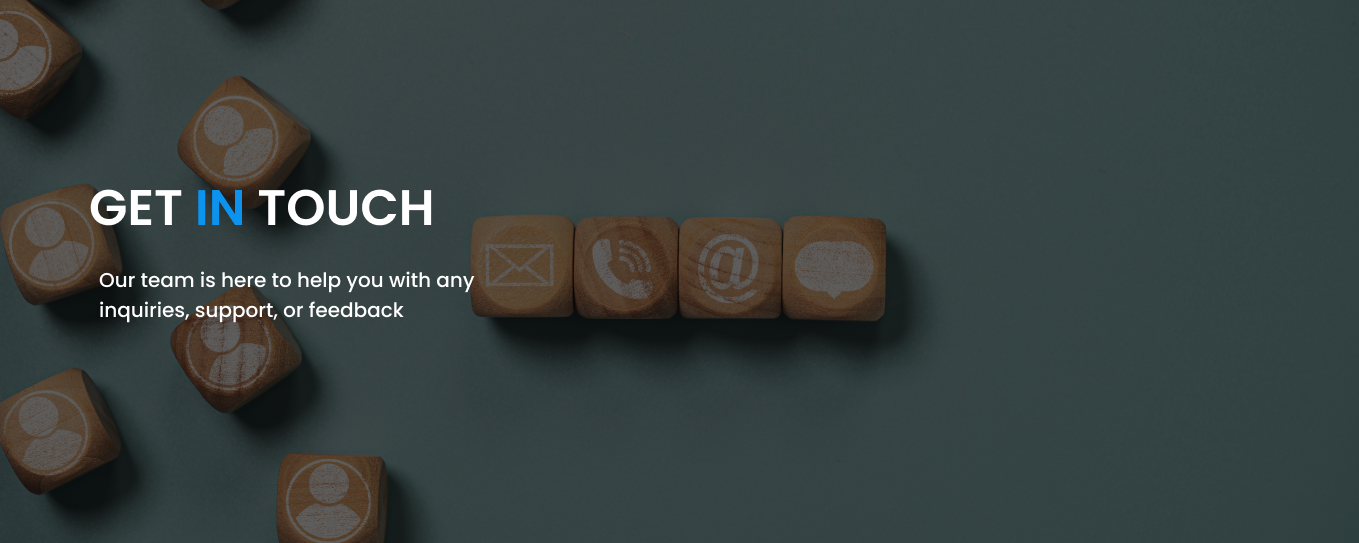 GET IN TOUCH
Our team is here to help you with any
inquiries, support, or feedback
@